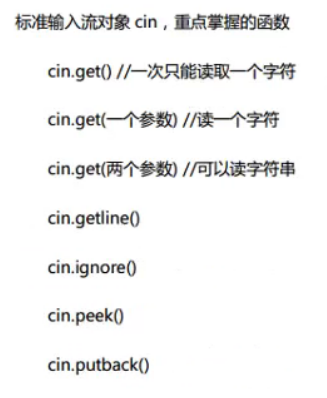 标准输入流对象 cin，重点掌握的函数
cin.get() //一次只能读取一个字符
cin.get(一个参数) //读一个字符
cin.get(两个参数) //可以读字符串
cin.getline()
cin.ignore()
cin.peek()
cin.putback()